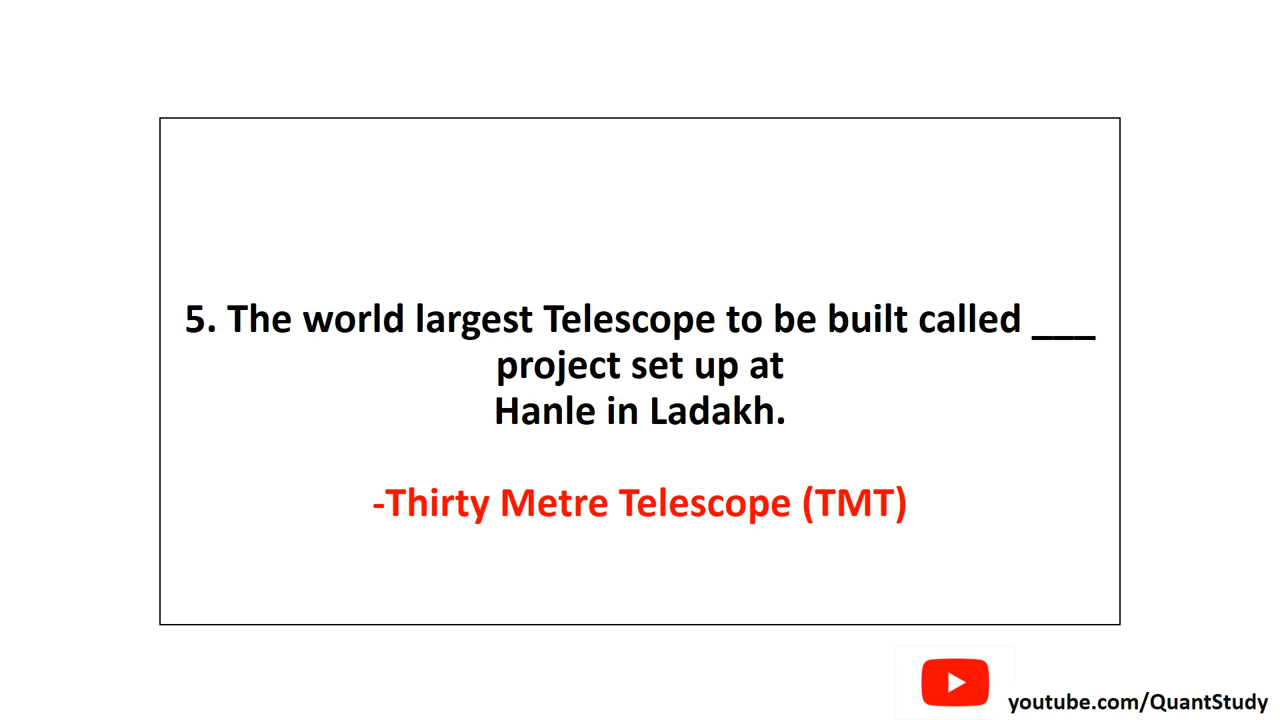 5. The world largest Telescope to be built called ___
project set up at
Hanle in Ladakh.
-Thirty Metre Telescope (TMT)
youtube.com/QuantStudy